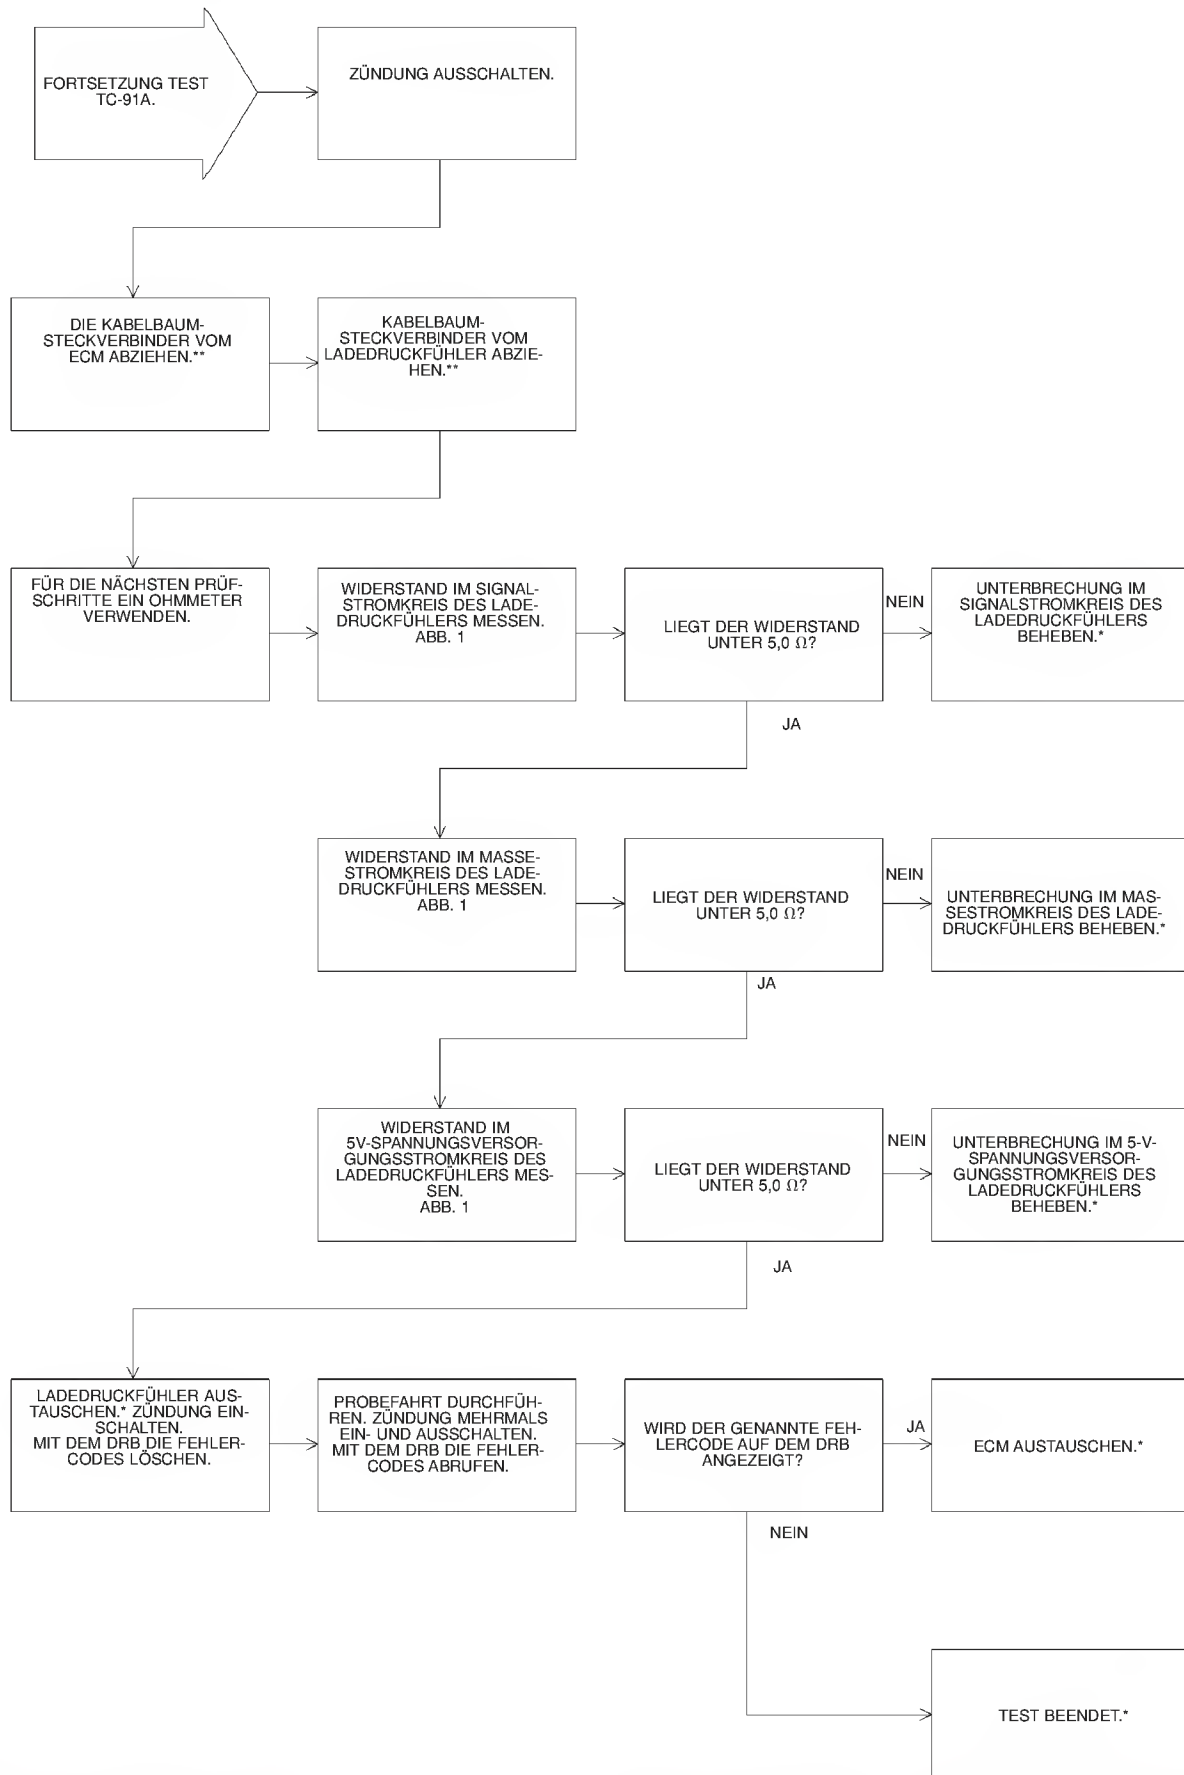 FORTSETZUNG TEST
TC-91A.
ZÜNDUNG AUSSCHALTEN.
DIE KABELBAUM-
STECKVERBINDER VOM
ECM ABZIEHEN.**
KABELBAUM-
STECKVERBINDER VOM
LADEDRUCKFÜHLER ABZIE-
HEN.**
FÜR DIE NÄCHSTEN PRÜF-
SCHRITTE EIN OHMMETER
VERWENDEN.
WIDERSTAND IM SIGNAL-
STROMKREIS DES LADE-
DRUCKFÜHLERS MESSEN.
ABB. 1
LIEGT DER WIDERSTAND
UNTER 5,0 Ω?
NEIN
UNTERBRECHUNG IM
SIGNALSTROMKREIS DES
LADEDRUCKFÜHLERS
BEHEBEN.*
JA
WIDERSTAND IM MASSE-
STROMKREIS DES LADE-
DRUCKFÜHLERS MESSEN.
ABB. 1
LIEGT DER WIDERSTAND
UNTER 5,0 Ω?
NEIN
UNTERBRECHUNG IM MAS-
SESTROMKREIS DES LADE-
DRUCKFÜHLERS BEHEBEN.*
JA
WIDERSTAND IM
5V-SPANNUNGSVERSOR-
GUNGSSTROMKREIS DES
LADEDRUCKFÜHLERS MES-
SEN.
ABB. 1
LIEGT DER WIDERSTAND
UNTER 5,0 Ω?
NEIN
UNTERBRECHUNG IM 5-V-
SPANNUNGSVERSOR-
GUNGSSTROMKREIS DES
LADEDRUCKFÜHLERS
BEHEBEN.*
JA
LADEDRUCKFÜHLER AUS-
TAUSCHEN.* ZÜNDUNG EIN-
SCHALTEN.
MIT DEM DRB DIE FEHLER-
CODES LÖSCHEN.
PROBEFAHRT DURCHFÜH-
REN. ZÜNDUNG MEHRMALS
EIN- UND AUSSCHALTEN.
MIT DEM DRB DIE FEHLER-
CODES ABRUFEN.
WIRD DER GENANNTE FEH-
LERCODE AUF DEM DRB
ANGEZEIGT?
JA
ECM AUSTAUSCHEN.*
NEIN
TEST BEENDET.*